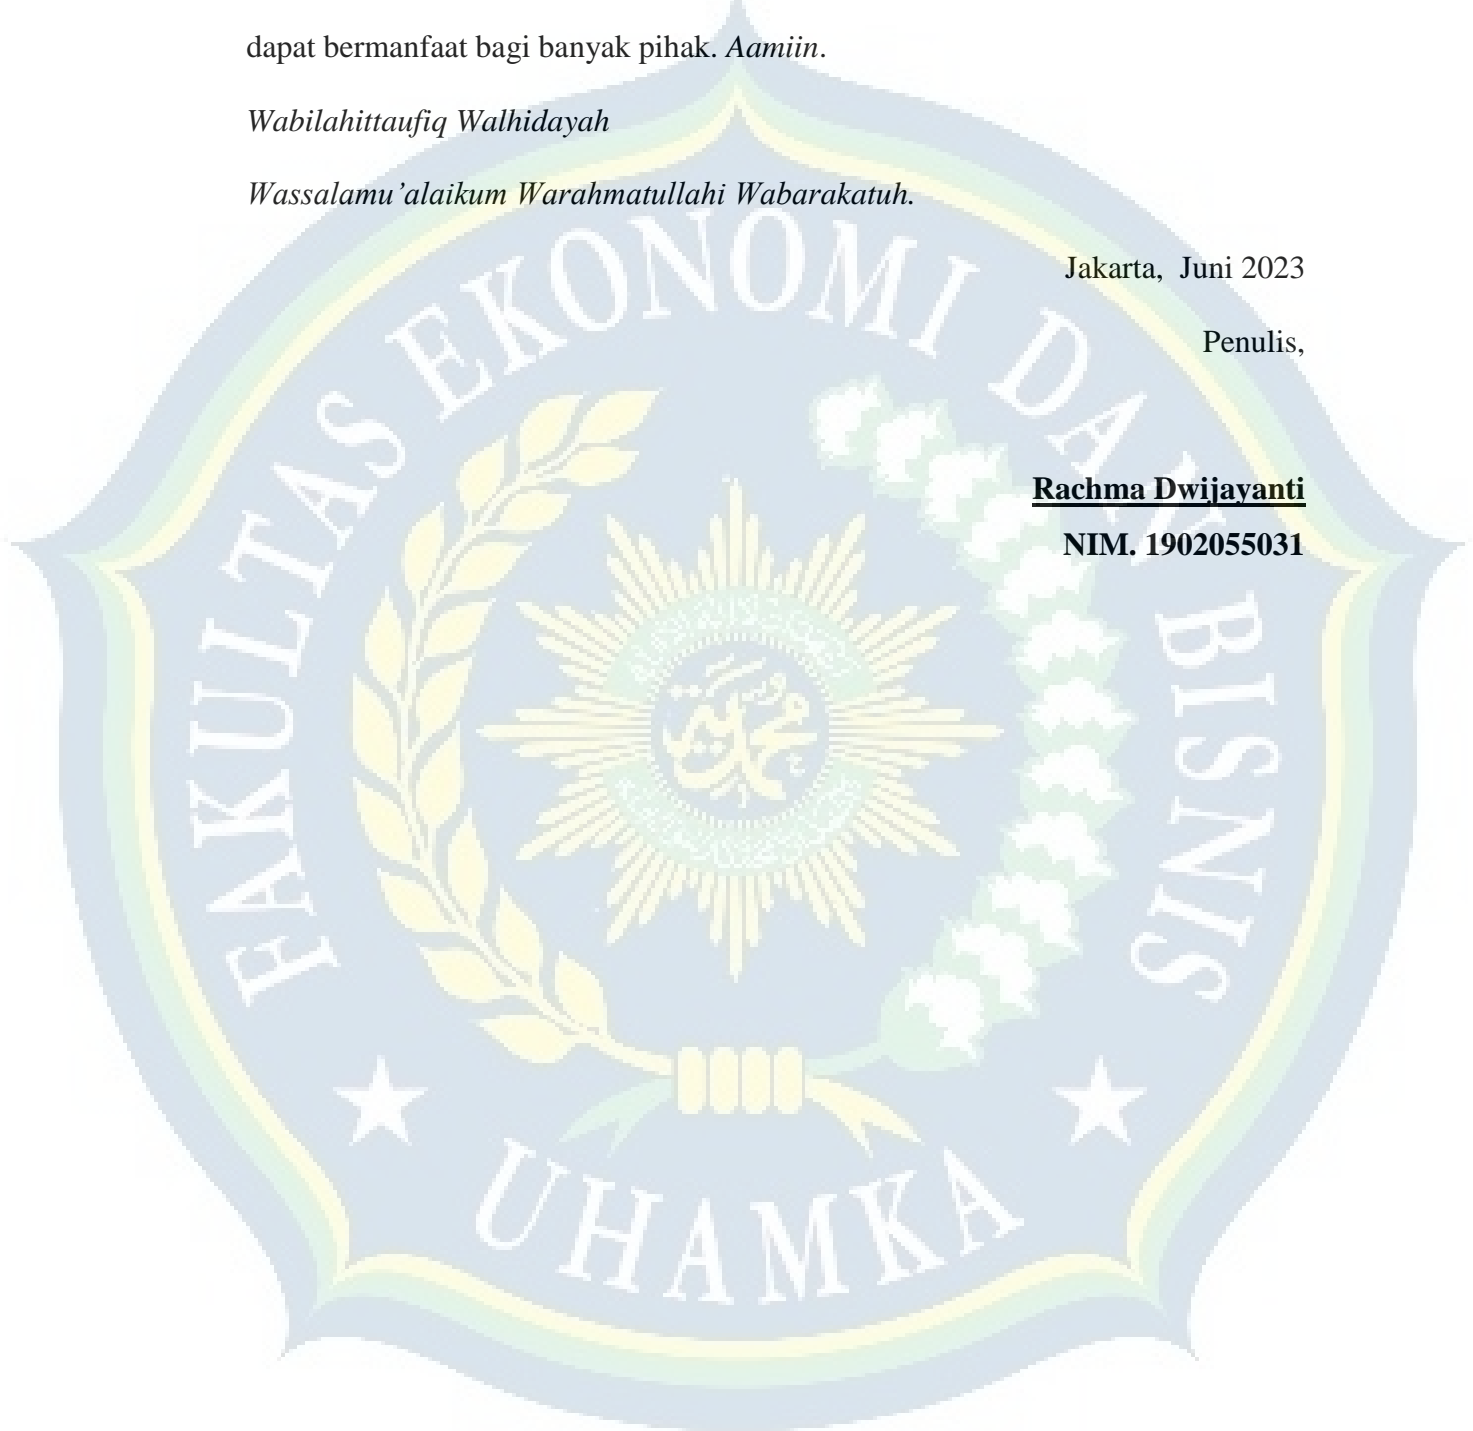 dapat bermanfaat bagi banyak pihak. Aamiin.
Wabilahittaufiq Walhidayah
Wassalamu’alaikum Warahmatullahi Wabarakatuh.
Jakarta,  Juni 2023
Penulis,
Rachma Dwijayanti
NIM. 1902055031
FAKULTAS EKONOMI DAN BISNIS
UHAMKA